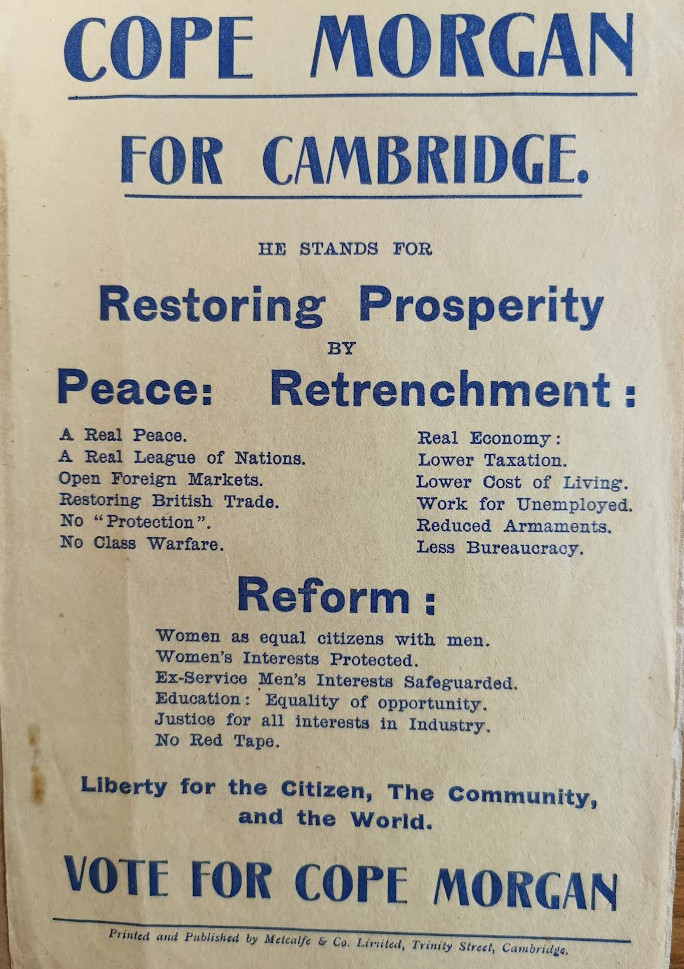 COPE MORGAN
FOR CAMBRIDGE.
HE STANDS FOR
Restoring Prosperity
BY
Peace: Retrenchment:
A Real Peace.
A Real League of Nations.
Open Foreign Markets.
Restoring British Trade.
No "Protection".
No Class Warfare.
Real Economy:
Lower Taxation.
Lower Cost of Living.
Work for Unemployed.
Reduced Armaments.
Less Bureaucracy.
Reform:
Women as equal citizens with men.
Women's Interests Protected.
Ex-Service Men's Interests Safeguarded.
Education: Equality of opportunity.
Justice for all interests in Industry.
No Red Tape.
Liberty for the Citizen, The Community,
and the World.
VOTE FOR COPE MORGAN
Printed and Published by Metcalfe & Co. Limited, Trinity Street, Cambridge.